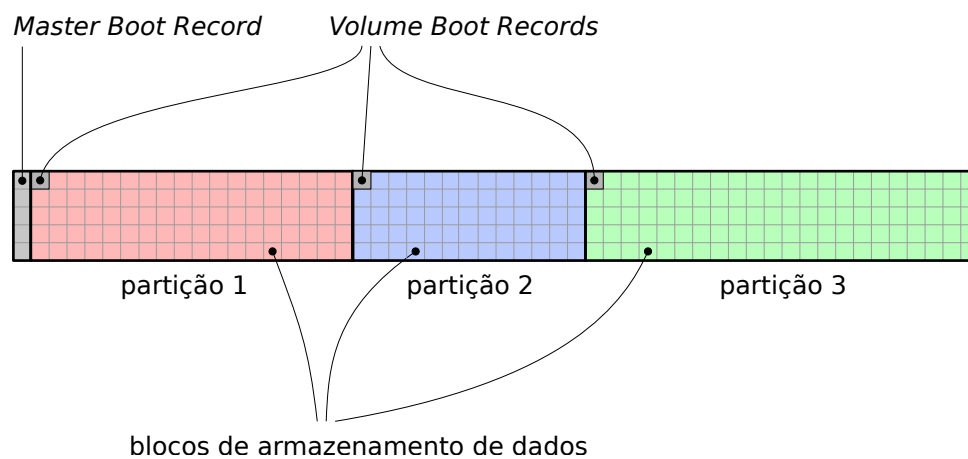 Master Boot Record
Volume Boot Records
partição 1
partição 2
partição 3
blocos de armazenamento de dados